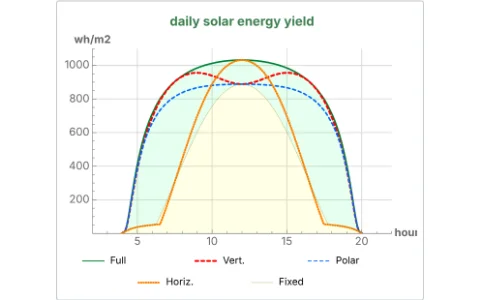 daily solar energy yield
wh/m2
1000
800
600
400
200
5 10 15 20 hour
Full Vert. Polar
Horiz. Fixed